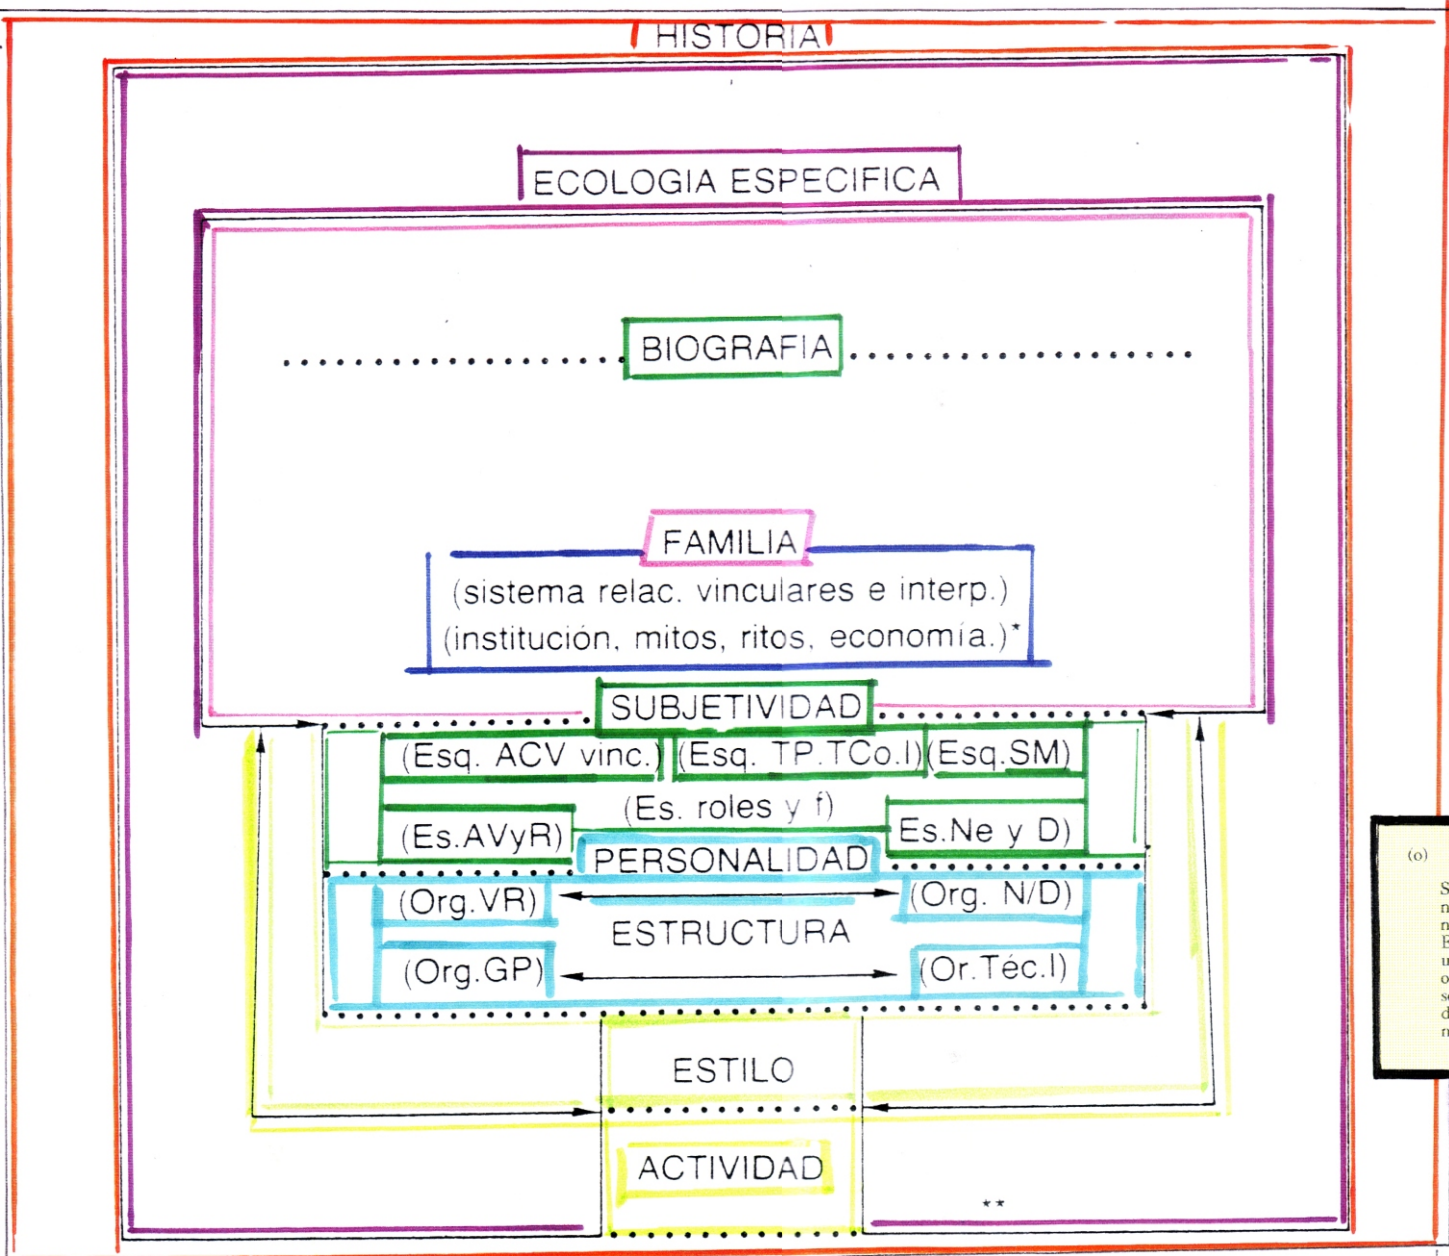 HISTORIA
ECOLOGIA ESPECIFICA
BIOGRAFIA
FAMILIA
(sistema relac. vinculares e interp.)
(institución, mitos, ritos, economía.)*
SUBJETIVIDAD
(Esq. ACV vinc.) (Esq. TP.TCo.I) (Esq.SM)
(Es. roles y f)
(Es.AVyR) Es.Ne y D)
PERSONALIDAD
(Org.VR) (Org. N/D)
ESTRUCTURA
(Org.GP) (Or.Téc.I)
ESTILO
ACTIVIDAD
**
(o)